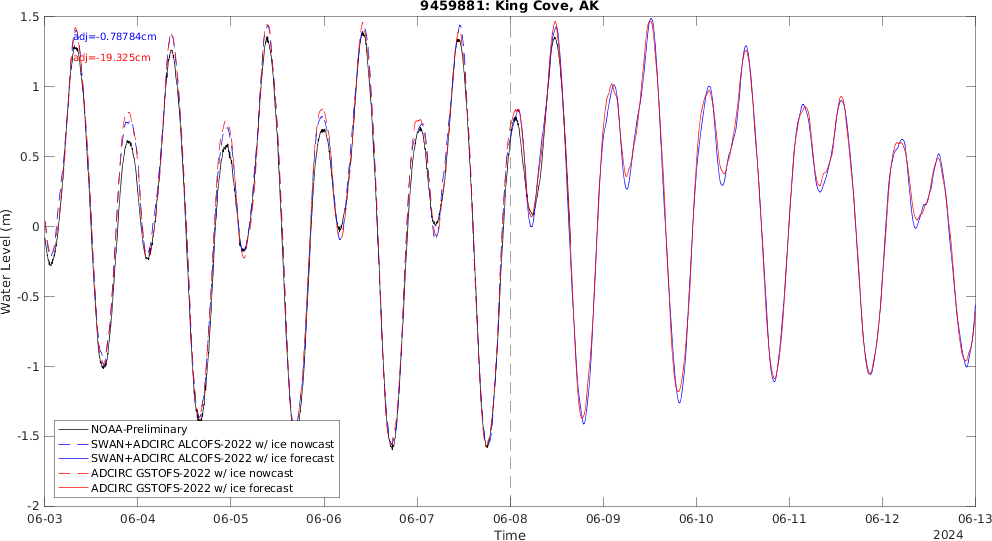 9459881: King Cove, AK
adj=-0.78784cm
adj=-19.325cm
Water Level (m)
1.5
1
0.5
0
-0.5
-1
-1.5
-2
NOAA-Preliminary
SWAN+ADCIRC ALCOFS-2022 w/ ice nowcast
SWAN+ADCIRC ALCOFS-2022 w/ ice forecast
ADCIRC GSTOFS-2022 w/ ice nowcast
ADCIRC GSTOFS-2022 w/ ice forecast
06-03 06-04 06-05 06-06 06-07 06-08 06-09 06-10 06-11 06-12 06-13
Time
2024